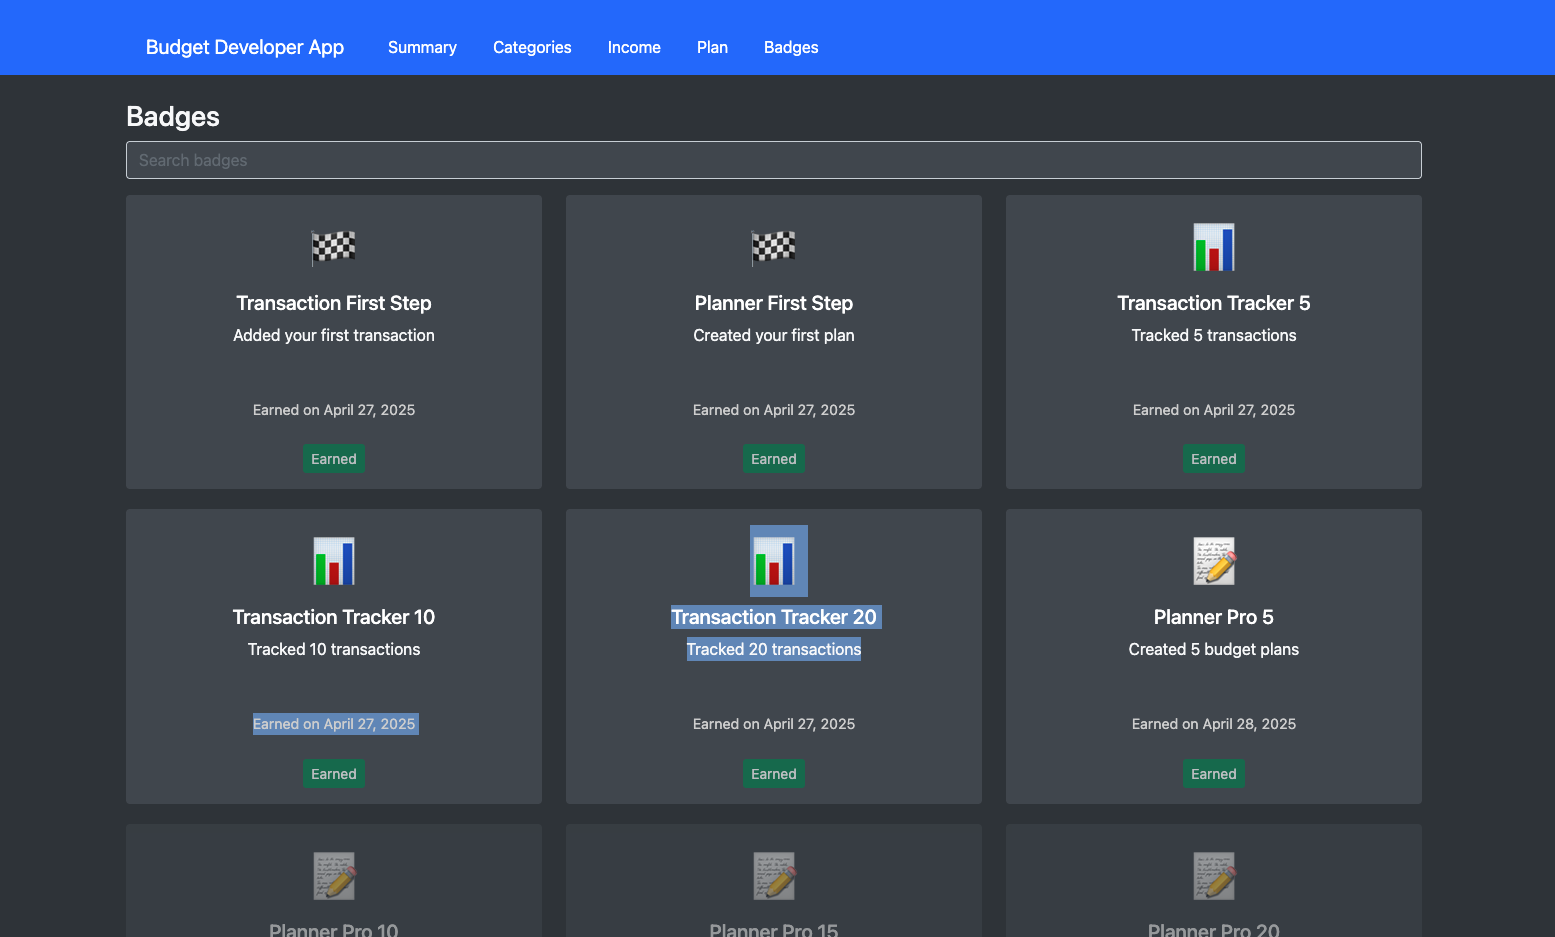 Budget Developer App Summary Categories Income Plan Badges
Badges
Search badges
Transaction First Step
Added your first transaction
Earned on April 27, 2025
Earned
Planner First Step
Created your first plan
Earned on April 27, 2025
Earned
Transaction Tracker 5
Tracked 5 transactions
Earned on April 27, 2025
Earned
Transaction Tracker 10
Tracked 10 transactions
Earned on April 27, 2025
Earned
Transaction Tracker 20
Tracked 20 transactions
Earned on April 27, 2025
Earned
Planner Pro 5
Created 5 budget plans
Earned on April 28, 2025
Earned
Planner Pro 10
Planner Pro 15
Planner Pro 20